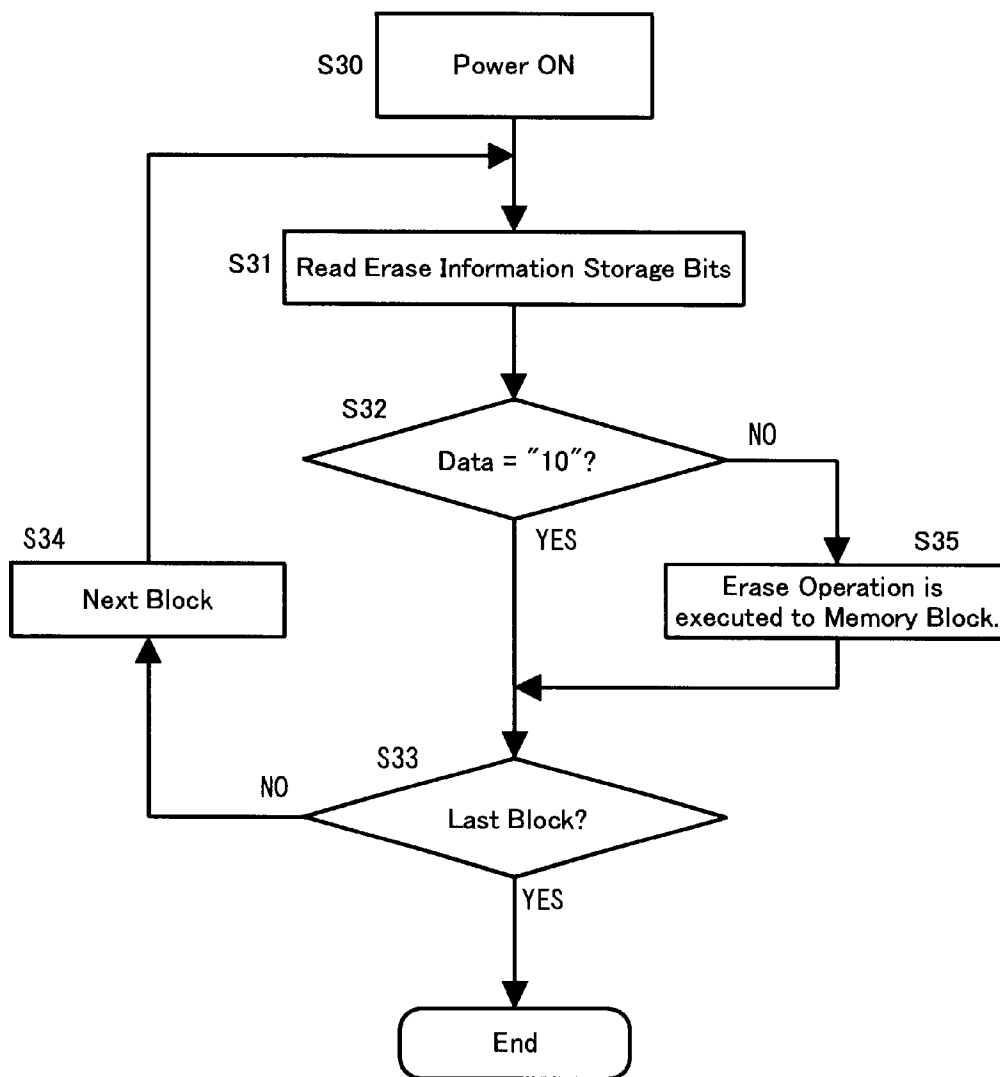 S30
Power ON
S31
Read Erase Information Storage Bits
S32
Data = "10"?
NO
YES
S34
Next Block
S35
Erase Operation is
executed to Memory Block.
S33
NO
Last Block?
YES
End